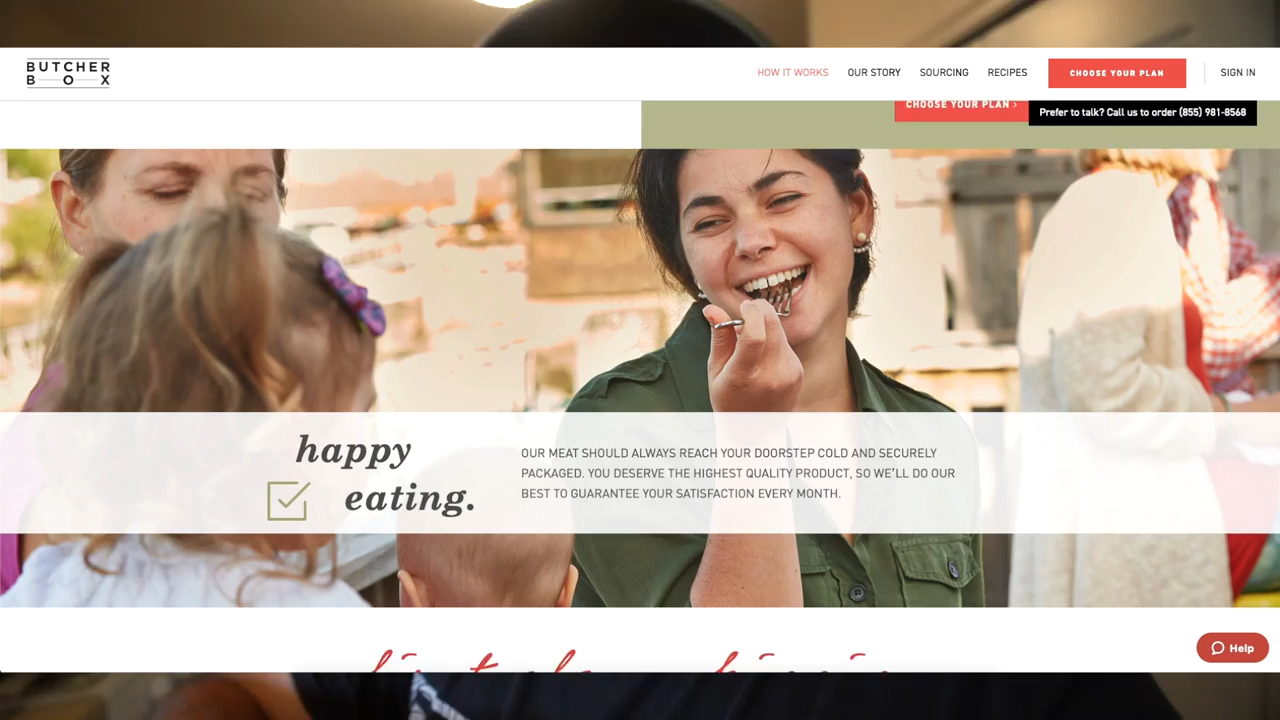 BUTCHER
BOX
HOW IT WORKS
OUR STORY
SOURCING
RECIPES
CHOOSE YOUR PLAN
SIGN IN
CHOOSE YOUR PLAN ›
Prefer to talk? Call us to order (855) 981-8568
happy
eating.
OUR MEAT SHOULD ALWAYS REACH YOUR DOORSTEP COLD AND SECURELY
PACKAGED. YOU DESERVE THE HIGHEST QUALITY PRODUCT, SO WE'LL DO OUR
BEST TO GUARANTEE YOUR SATISFACTION EVERY MONTH.
Help